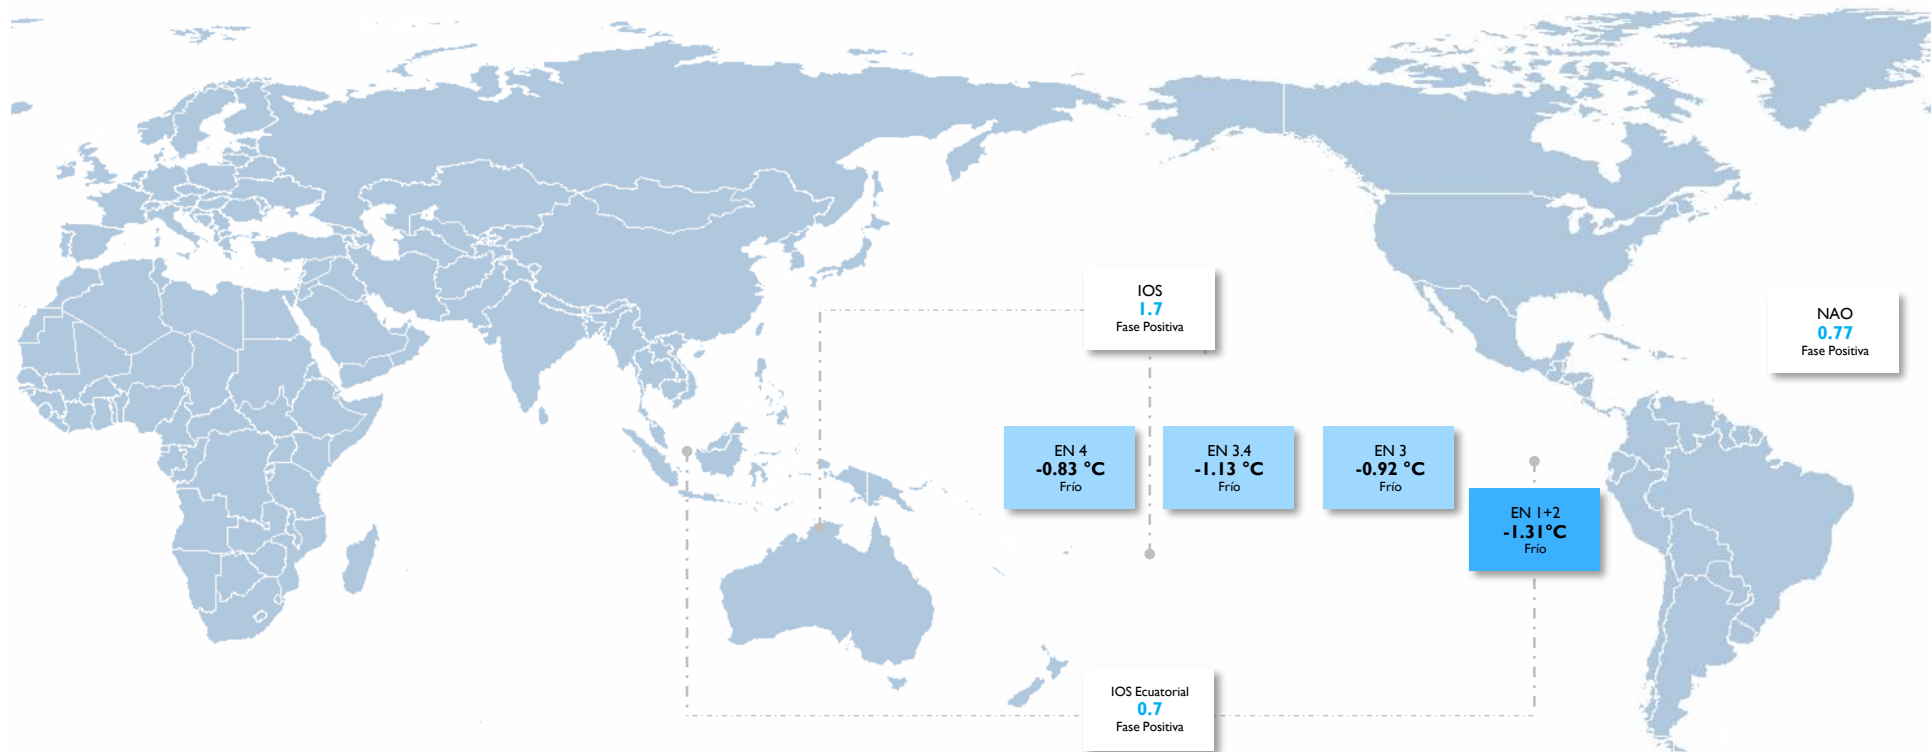 IOS
1.7
Fase Positiva
NAO
0.77
Fase Positiva
EN 4
-0.83 °C
Frío
EN 3.4
-1.13 °C
Frío
EN 3
-0.92 °C
Frío
EN 1+2
-1.31°C
Frío
IOS Ecuatorial
0.7
Fase Positiva